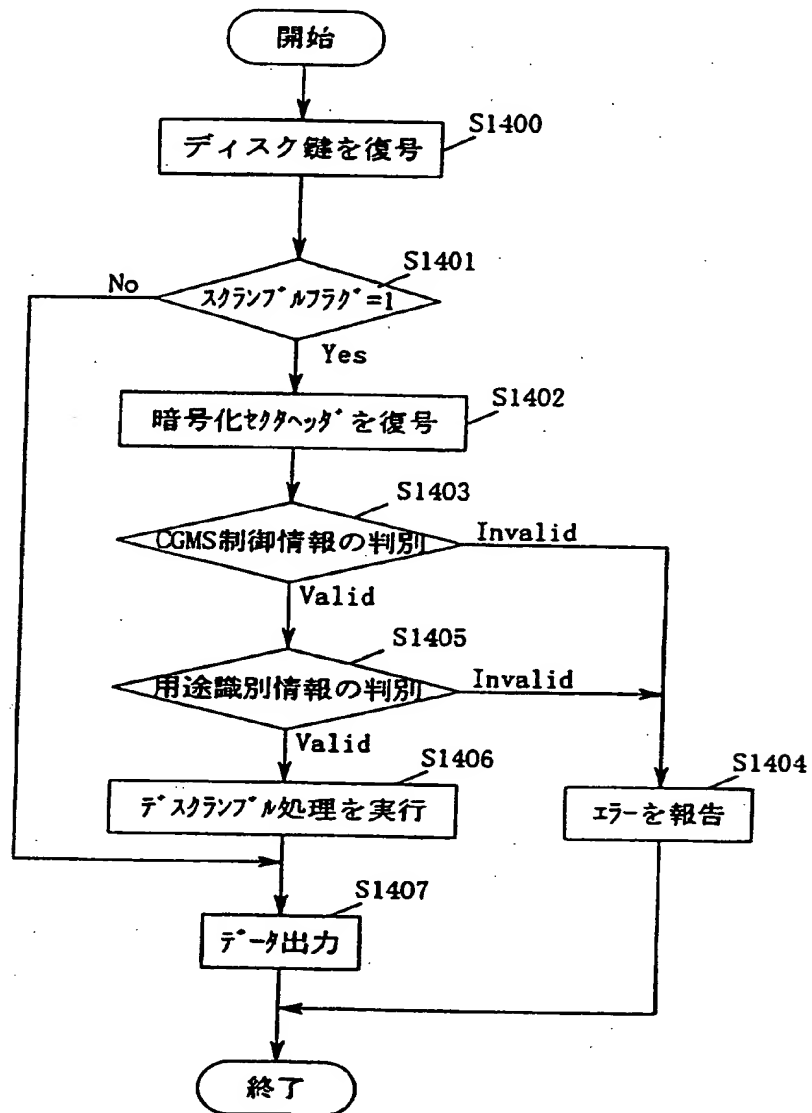 開始
S1400
ディスク鍵を復号
S1401
No
スクランブルフラグ=1
Yes
S1402
暗号化セクタヘッダを復号
S1403
CGMS制御情報の判別
Invalid
Valid
S1405
用途識別情報の判別
Invalid
Valid
S1406
S1404
デスクランブル処理を実行
エラーを報告
S1407
データ出力
終了